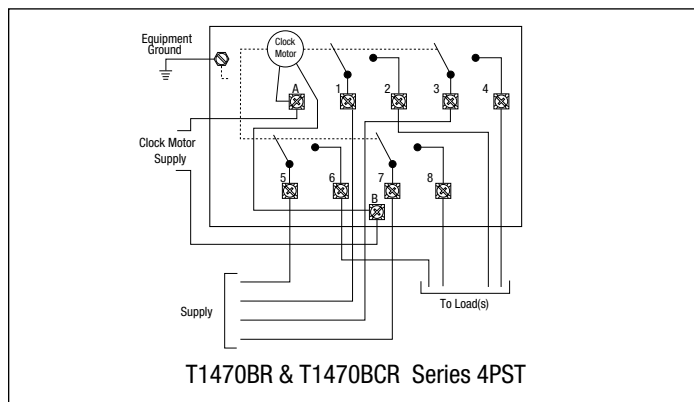 Equipment
Ground
Clock
Motor
A
1
2
3
4
Clock Motor
Supply
5
6
7
8
B
Supply
To Load(s)
T1470BR & T1470BCR Series 4PST